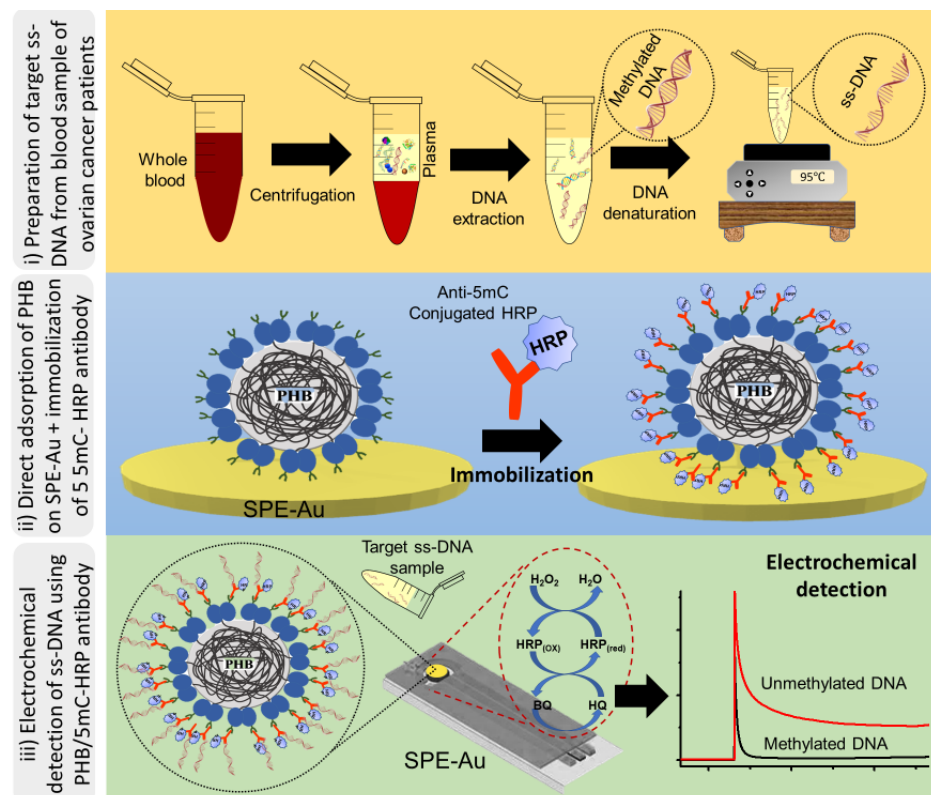 i) Preparation of target ss-
DNA from blood sample of
ovarian cancer patients
Whole
blood
Centrifugation
Plasma
DNA
extraction
Methylated
DNA
DNA
denaturation
ss-DNA
95°C
ii) Direct adsorption of PHB
on SPE-Au + immobilization
of 5 5mC- HRP antibody
PHB
SPE-Au
Anti-5mC
Conjugated HRP
HRP
Immobilization
PHB
HRP
HRP
iii) Electrochemical
detection of ss-DNA using
PHB/5mC-HRP antibody
PHB
Target ss-DNA
sample
H2O2
H2O
HRP(OX)
HRP(red)
BQ
HQ
SPE-Au
Electrochemical
detection
Unmethylated DNA
Methylated DNA